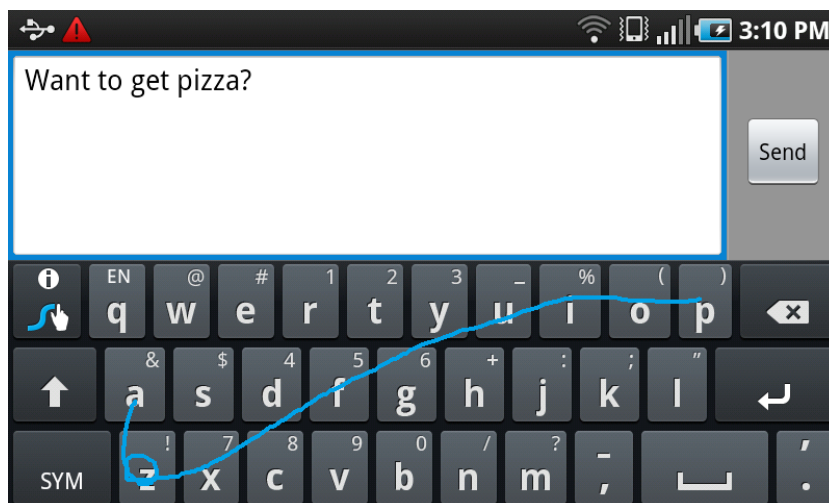 3:10 PM
Want to get pizza?
Send
EN @ # 1 2 3 _ % ( )
q w e r t y u i o p
& $ 4 5 6 + : ; "
a s d f g h j k l
! 7 8 9 0 / ? _ '
SYM z x c v b n m , .